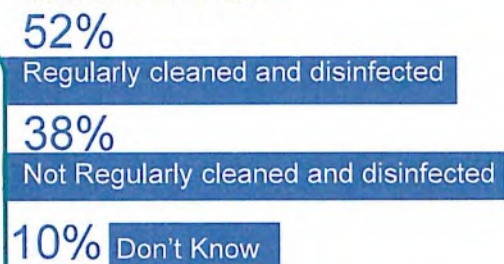 52%
Regularly cleaned and disinfected
38%
Not Regularly cleaned and disinfected
10% Don't Know